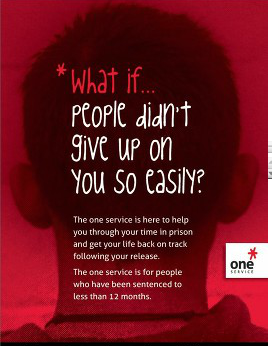 *What if...
people didn't
give up on
you so easily?
The one service is here to help
you through your time in prison
and get your life back on track
following your release.
The one service is for people
who have been sentenced to
less than 12 months.
one
SERVICE